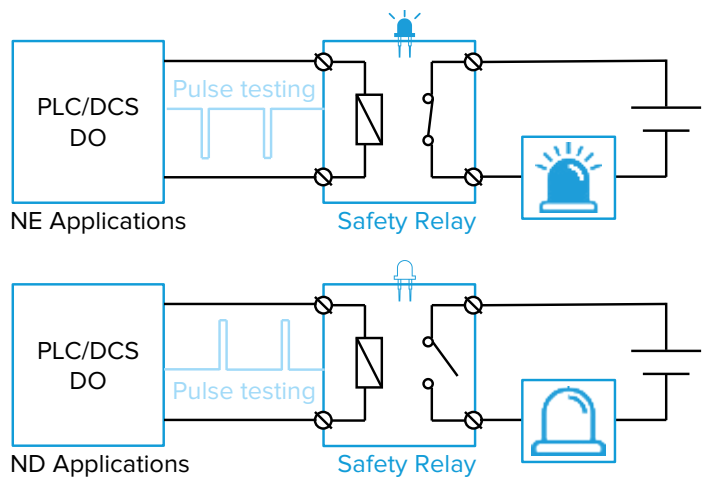 Pulse testing
PLC/DCS
DO
NE Applications
Safety Relay
PLC/DCS
DO
Pulse testing
ND Applications
Safety Relay